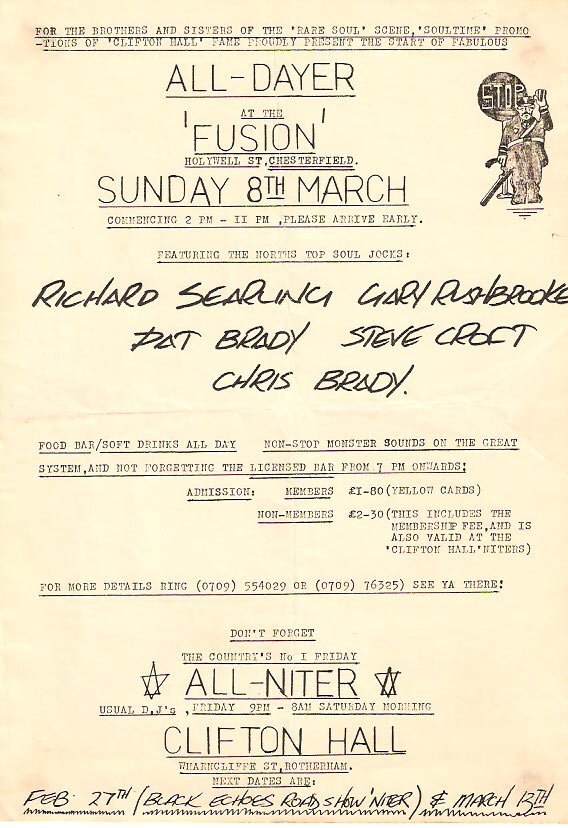 FOR THE BROTHERS AND SISTERS OF THE 'RARE SOUL' SCENE,'SOULTIME' PROMO
-TIONS OF 'CLIFTON HALL' FAME PROUDLY PRESENT THE START OF FABULOUS
ALL-DAYER
AT THE
'FUSION'
HOLYWELL ST,CHESTERFIELD.
STOP
SUNDAY 8TH MARCH
COMMENCING 2 PM - II PM ,PLEASE ARRIVE EARLY.
FEATURING THE NORTHS TOP SOUL JOCKS:
RICHARD SEARLING GARY RUSHBROOKE
PAT BRADY STEVE CROFT
CHRIS BRADY.
FOOD BAR/SOFT DRINKS ALL DAY NON-STOP MONSTER SOUNDS ON THE GREAT
SYSTEM,AND NOT FORGETTING THE LICENSED BAR FROM 7 PM ONWARDS!
ADMISSION: MEMBERS £I-80(YELLOW CARDS)
NON-MEMBERS £2-30(THIS INCLUDES THE
MEMBERSHIP FEE,AND IS
ALSO VALID AT THE
'CLIFTON HALL'NITERS)
FOR MORE DETAILS RING (0709) 554029 OR (0709) 76325) SEE YA THERE!
DON'T FORGET
THE COUNTRY'S No I FRIDAY
ALL-NITER
USUAL D.J's ,FRIDAY 9PM - 8AM SATURDAY MORNING
CLIFTON HALL
WHARNCLIFFE ST,ROTHERHAM.
NEXT DATES ARE:
FEB 27TH (BLACK ECHOES ROADSHOW 'NITER) & MARCH 13TH